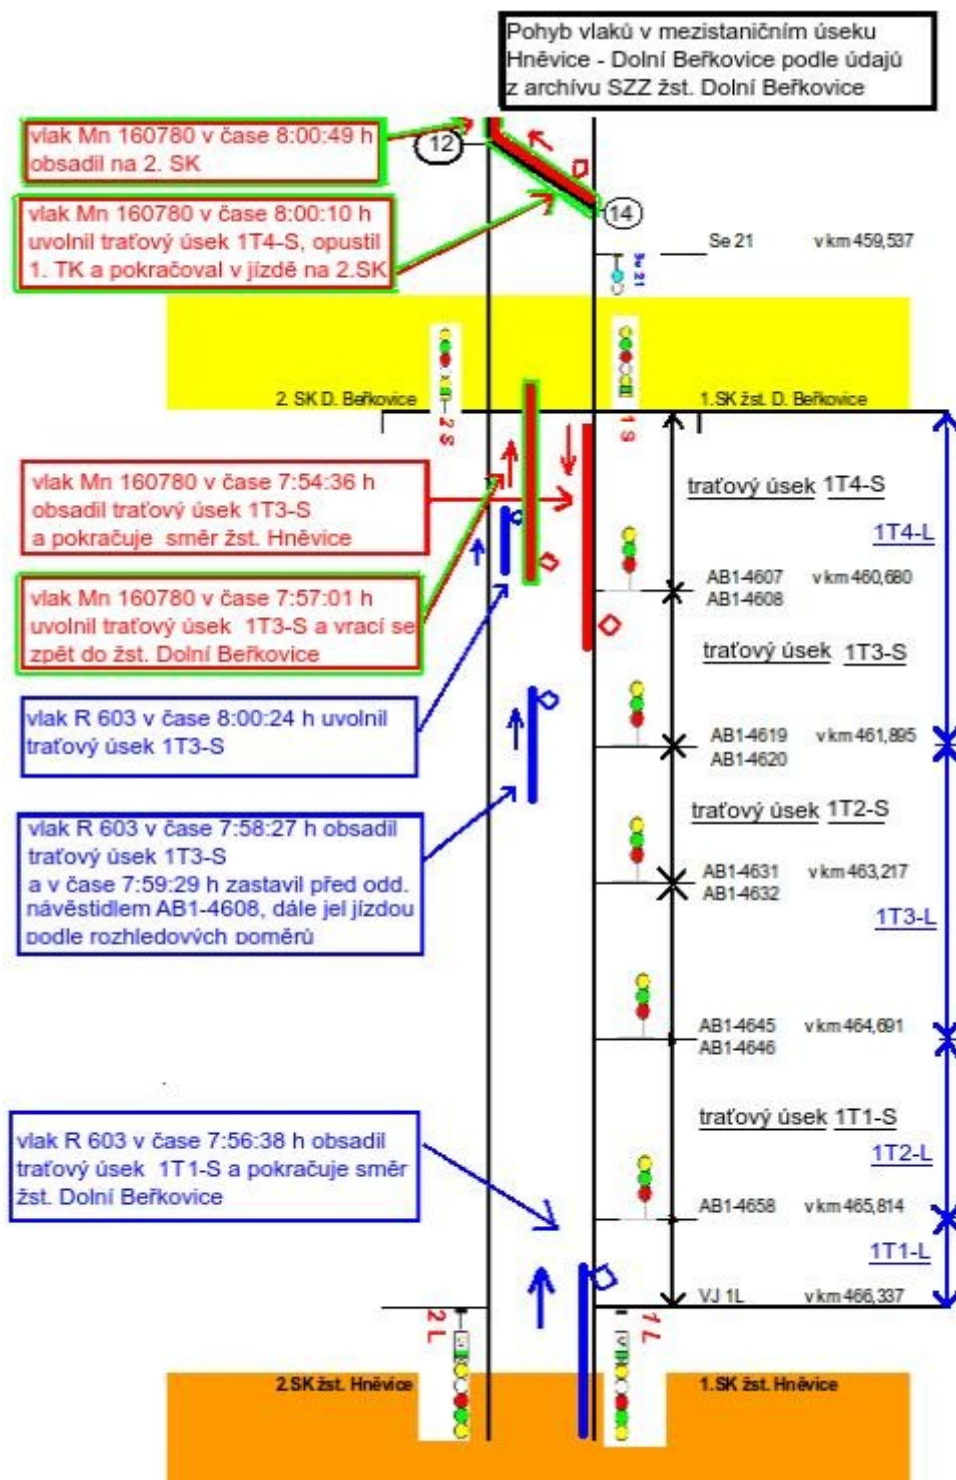 Pohyb vlaků v mezistaničním úseku
Hněvice - Dolní Beřkovice podle údajů
z archívu SZZ žst. Dolní Beřkovice
vlak Mn 160780 v čase 8:00:49 h
obsadil na 2. SK
12
vlak Mn 160780 v čase 8:00:10 h
uvolnil traťový úsek 1T4-S, opustil
1. TK a pokračoval v jízdě na 2.SK
14
Se 21 v km 459,537
Se 21
2. SK D. Beřkovice
1.SK žst. D. Beřkovice
2 S
1 S
vlak Mn 160780 v čase 7:54:36 h
obsadil traťový úsek 1T3-S
a pokračuje směr žst. Hněvice
traťový úsek 1T4-S
1T4-L
AB1-4607 v km 460,680
AB1-4608
vlak Mn 160780 v čase 7:57:01 h
uvolnil traťový úsek 1T3-S a vrací se
zpět do žst. Dolní Beřkovice
traťový úsek 1T3-S
vlak R 603 v čase 8:00:24 h uvolnil
traťový úsek 1T3-S
AB1-4619 v km 461,895
AB1-4620
traťový úsek 1T2-S
vlak R 603 v čase 7:58:27 h obsadil
traťový úsek 1T3-S
a v čase 7:59:29 h zastavil před odd.
návěstidlem AB1-4608, dále jel jízdou
podle rozhledových poměrů
AB1-4631 v km 463,217
AB1-4632
1T3-L
AB1-4645 v km 464,691
AB1-4646
traťový úsek 1T1-S
vlak R 603 v čase 7:56:38 h obsadil
traťový úsek 1T1-S a pokračuje směr
žst. Dolní Beřkovice
1T2-L
AB1-4658 v km 465,814
1T1-L
VJ 1L v km 466,337
2 L
1 L
2.SK žst. Hněvice
1.SK žst. Hněvice